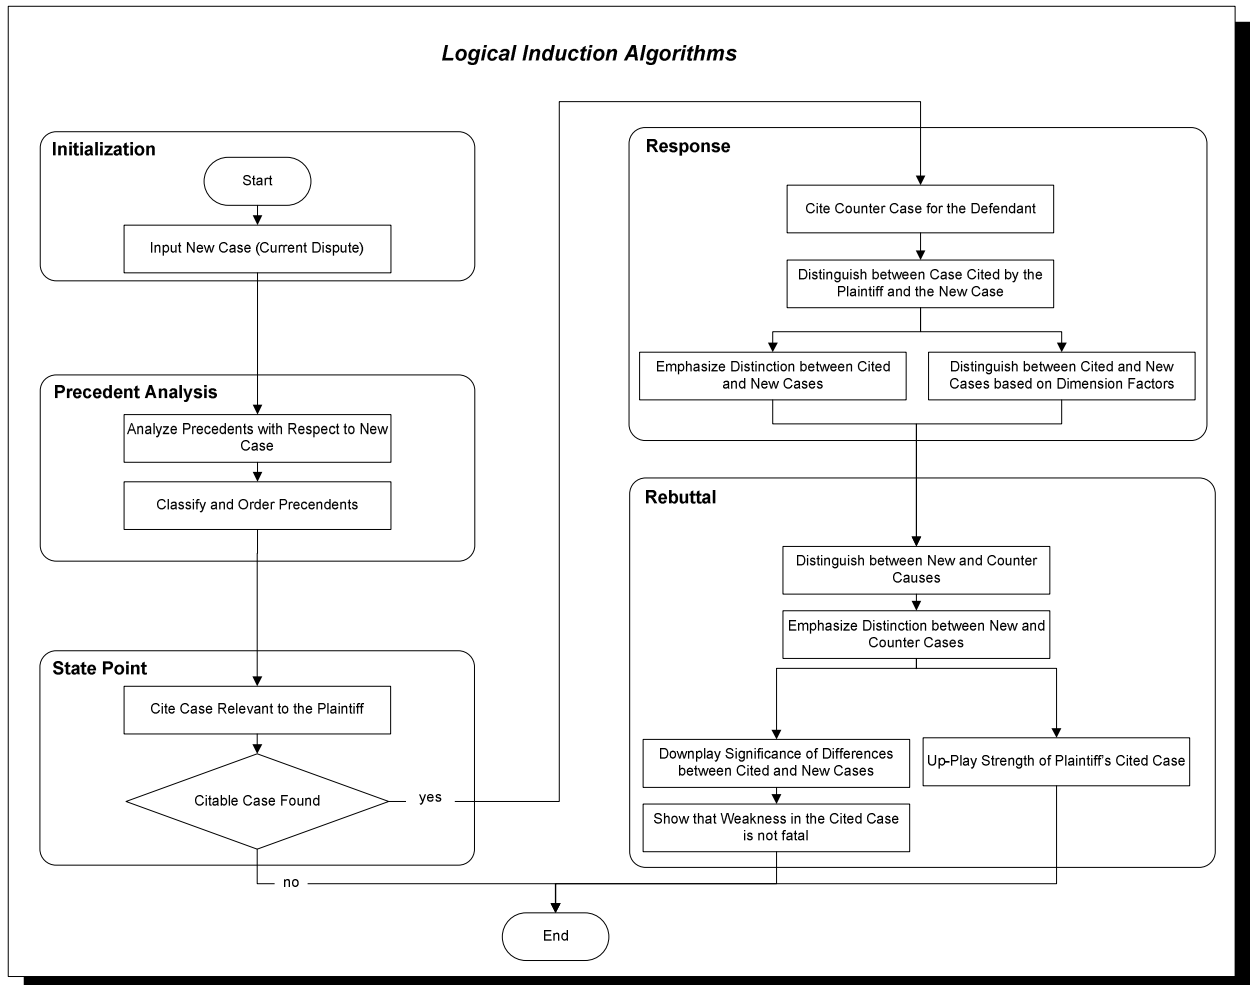 Logical Induction Algorithms
Initialization
Start
Input New Case (Current Dispute)
Precedent Analysis
Analyze Precedents with Respect to New
Case
Classify and Order Precendents
State Point
Cite Case Relevant to the Plaintiff
Citable Case Found
yes
no
Response
Cite Counter Case for the Defendant
Distinguish between Case Cited by the
Plaintiff and the New Case
Emphasize Distinction between Cited
and New Cases
Distinguish between Cited and New
Cases based on Dimension Factors
Rebuttal
Distinguish between New and Counter
Causes
Emphasize Distinction between New and
Counter Cases
Downplay Significance of Differences
between Cited and New Cases
Show that Weakness in the Cited Case
is not fatal
Up-Play Strength of Plaintiff's Cited Case
End